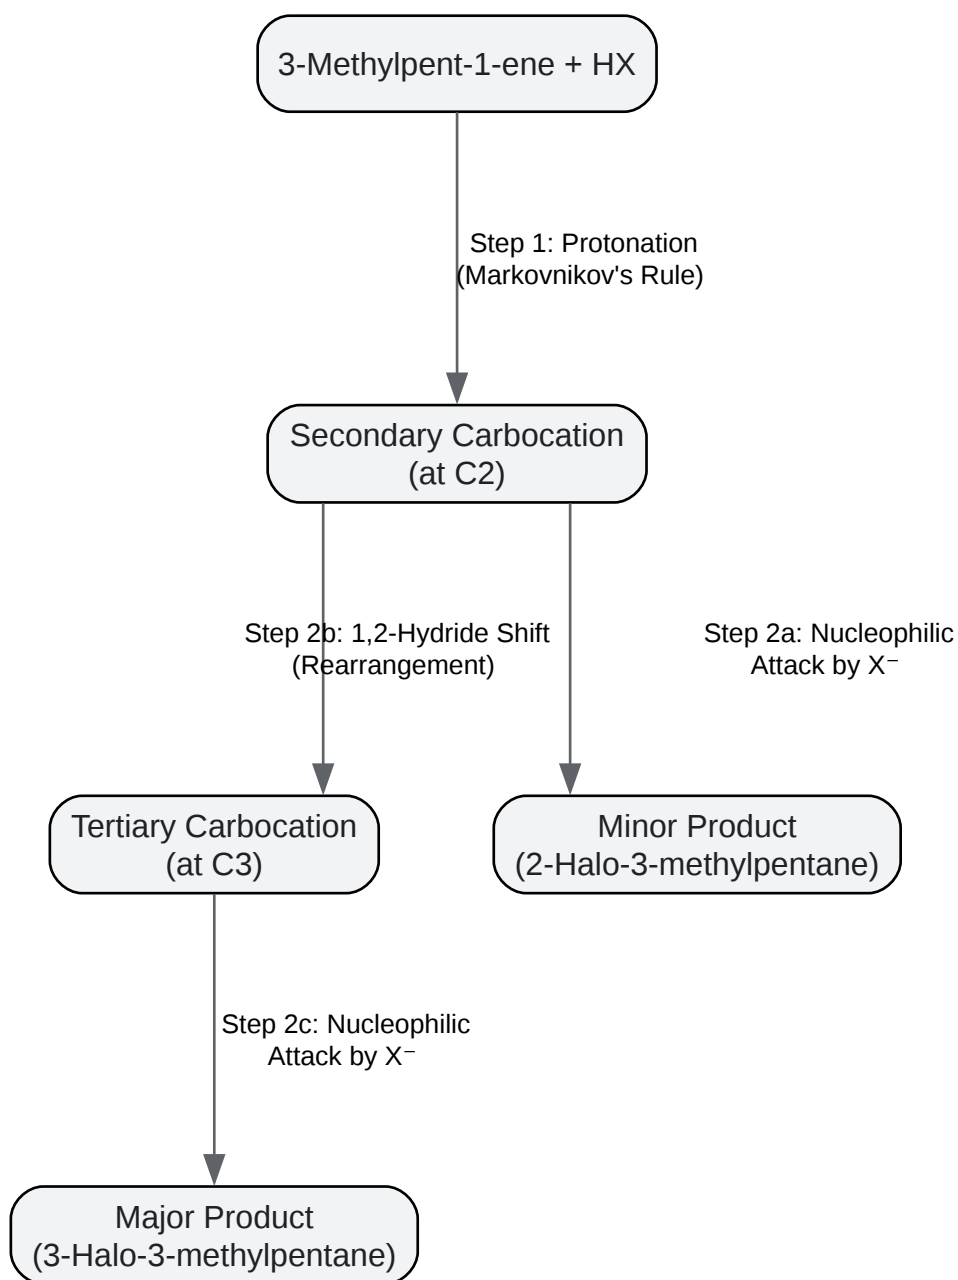 3-Methylpent-1-ene + HX
Step 1: Protonation
(Markovnikov's Rule)
Secondary Carbocation
(at C2)
Step 2b: 1,2-Hydride Shift
(Rearrangement)
Step 2a: Nucleophilic
Attack by X⁻
Tertiary Carbocation
(at C3)
Minor Product
(2-Halo-3-methylpentane)
Step 2c: Nucleophilic
Attack by X⁻
Major Product
(3-Halo-3-methylpentane)